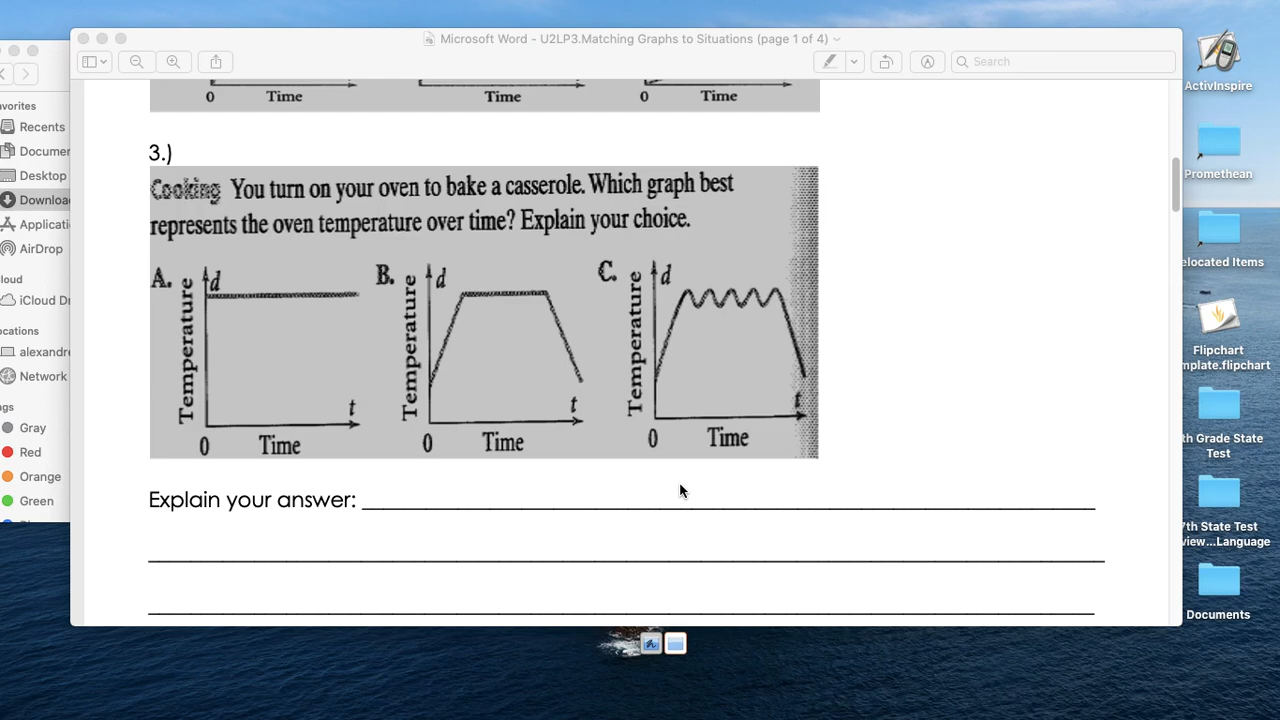 Microsoft Word - U2LP3.Matching Graphs to Situations (page 1 of 4)
Search
avorites
Recents
Documen
Desktop
Downloa
Applicati
AirDrop
loud
iCloud Dr
ocations
alexandre
Network
ags
Gray
Red
Orange
Green
0 Time
Time
0 Time
3.)
Cooking You turn on your oven to bake a casserole. Which graph best
represents the oven temperature over time? Explain your choice.
A. Temperature d t 0 Time
B. Temperature d t 0 Time
C. Temperature d t 0 Time
Explain your answer:
ActivInspire
Promethean
elocated Items
Flipchart
mplate.flipchart
th Grade State
Test
7th State Test
view...Language
Documents